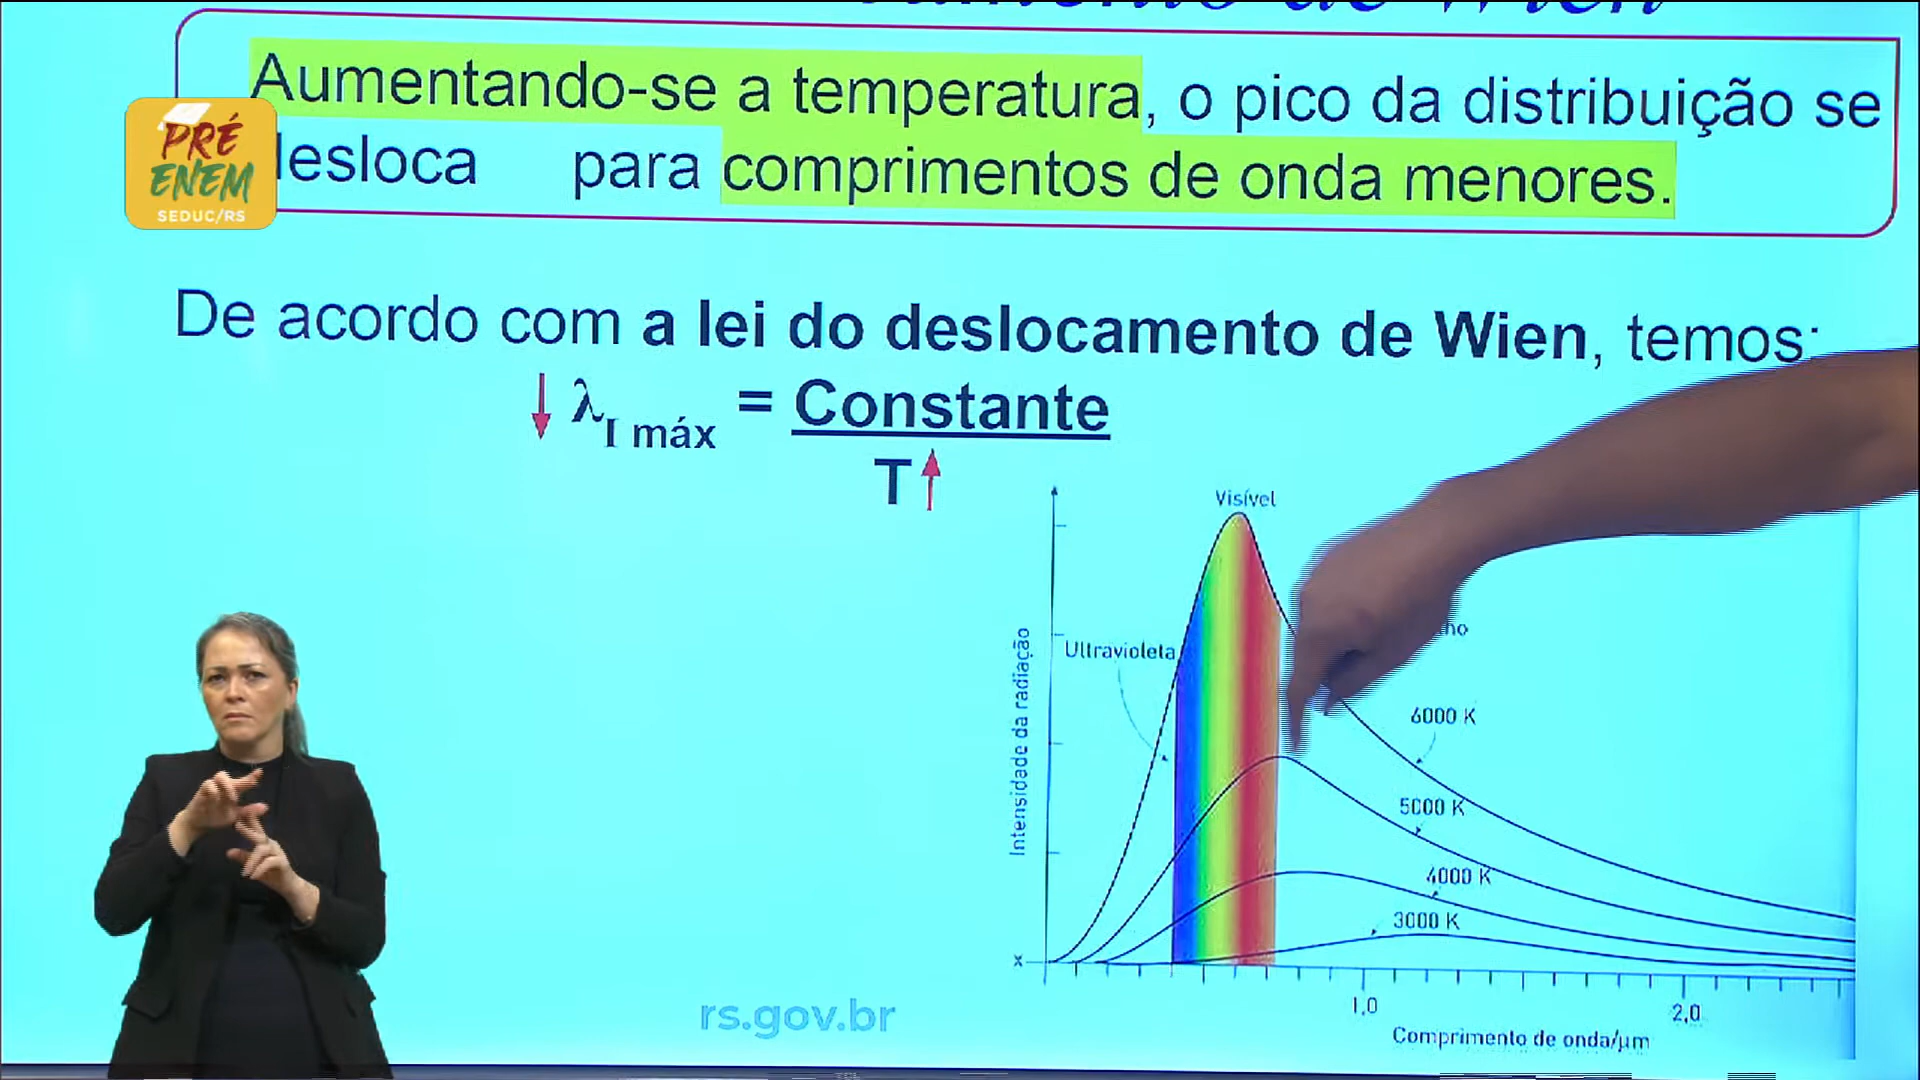 de Wien
Aumentando-se a temperatura, o pico da distribuição se
desloca para comprimentos de onda menores.
PRÉ
ENEM
SEDUC/RS
De acordo com a lei do deslocamento de Wien, temos:
↓ λ I máx = Constante
T↑
Visível
Ultravioleta
6000 K
5000 K
4000 K
3000 K
Intensidade da radiação
x
1,0
2,0
Comprimento de onda/μm
rs.gov.br